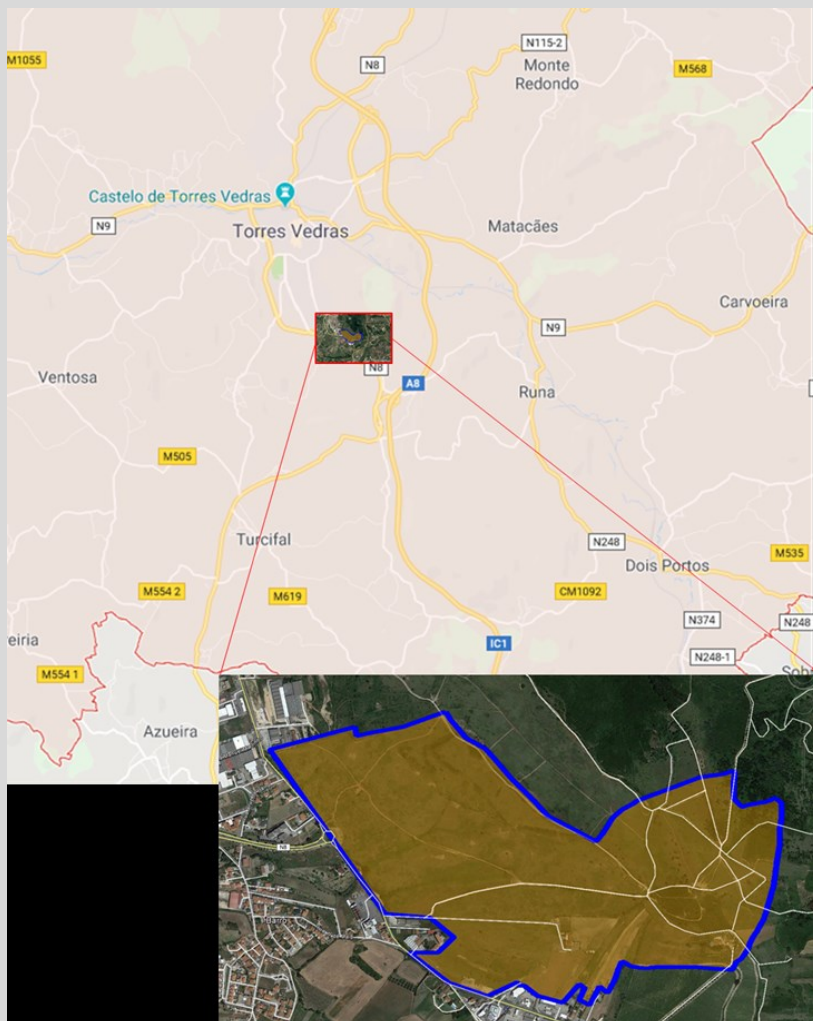 N115-2
M1055
Monte
Redondo
N8
M568
Castelo de Torres Vedras
N9
Torres Vedras
Matacães
Carvoeira
N9
Ventosa
N8
A8
Runa
M505
Turcifal
N248
M535
Dois Portos
M554 2
M619
CM1092
N374
N248
eiria
IC1
N248-1
M554 1
Sob
Azueira
N8